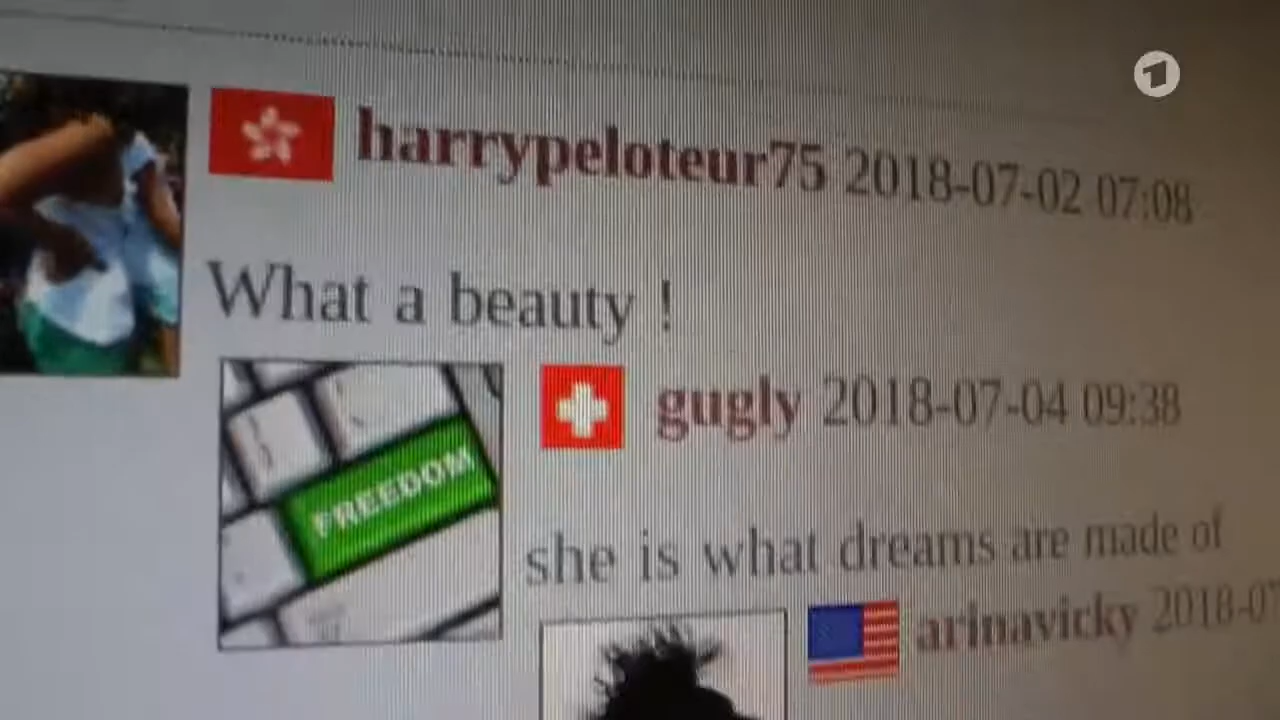 harrypeloteur75 2018-07-02 07:08
What a beauty !
gugly 2018-07-04 09:38
FREEDOM
she is what dreams are made of
arinavicky 2018-07